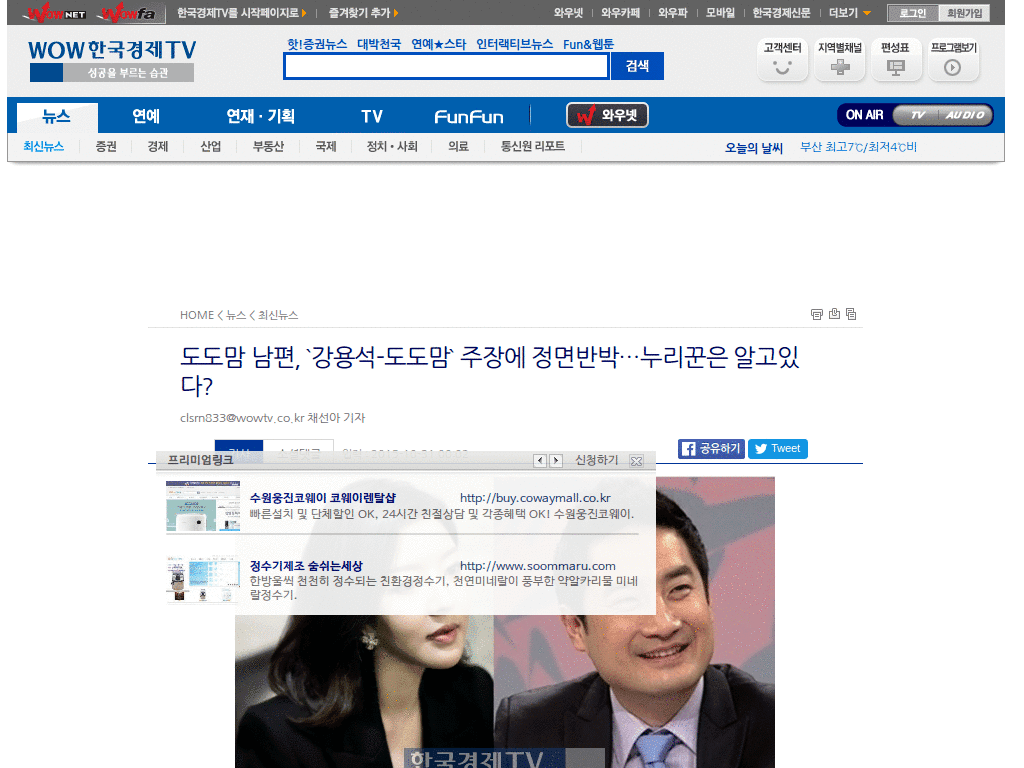 WOWNET WOWfa 한국경제TV를 시작페이지로 즐겨찾기 추가 와우넷 와우카페 와우파 모바일 한국경제신문 더보기 로그인 회원가입
핫!증권뉴스 대박천국 연예★스타 인터랙티브뉴스 Fun&웹툰
WOW한국경제TV
성공을 부르는 습관
검색
고객센터 지역별채널 편성표 프로그램보기
뉴스 연예 연재·기획 TV FunFun 와우넷 ON AIR TV AUDIO
최신뉴스 증권 경제 산업 부동산 국제 정치·사회 의료 통신원 리포트 오늘의 날씨 부산 최고7℃/최저4℃비
HOME < 뉴스 < 최신뉴스
도도맘 남편, `강용석-도도맘` 주장에 정면반박…누리꾼은 알고있
다?
clsrn833@wowtv.co.kr 채선아 기자
공유하기 Tweet
프리미엄링크 신청하기
수원웅진코웨이 코웨이렌탈샵 http://buy.cowaymall.co.kr
빠른설치 및 단체할인 OK, 24시간 친절상담 및 각종혜택 OK! 수원웅진코웨이.
정수기제조 숨쉬는세상 http://www.soommaru.com
한방울씩 천천히 정수되는 친환경정수기, 천연미네랄이 풍부한 약알카리물 미네
랄정수기.
한국경제TV